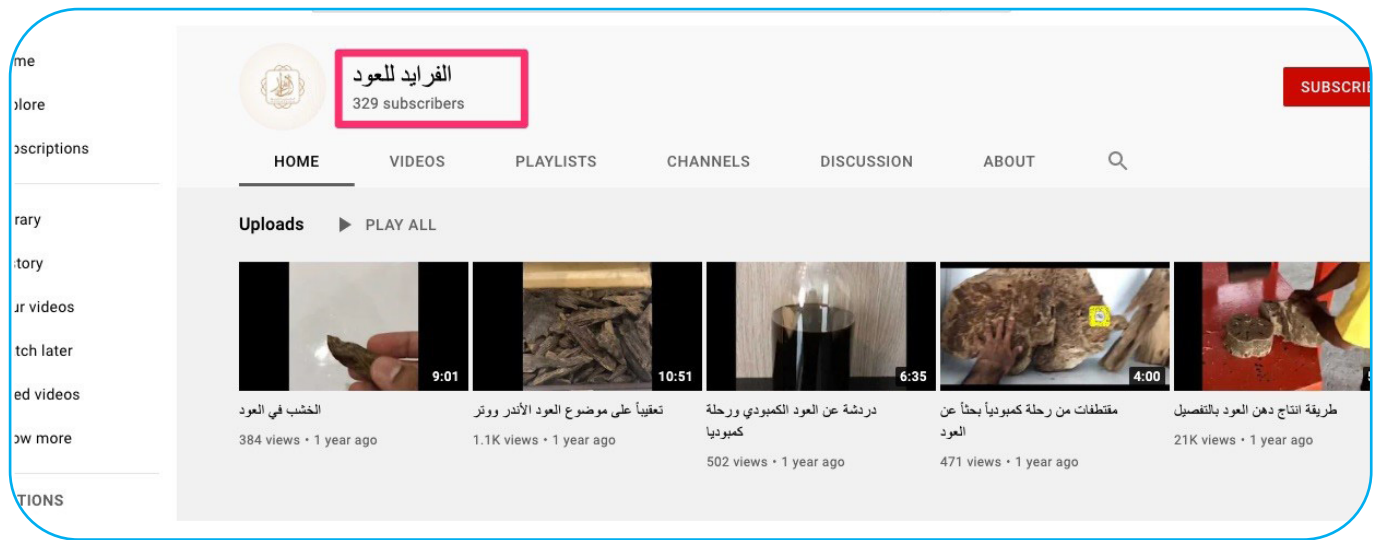 me
plore
bscriptions
rary
tory
ur videos
tch later
ed videos
ow more
TIONS
الفرايد للعود
329 subscribers
SUBSCRIB
HOME VIDEOS PLAYLISTS CHANNELS DISCUSSION ABOUT
Uploads PLAY ALL
9:01
10:51
6:35
4:00
الخشب في العود
384 views • 1 year ago
تعقيباً على موضوع العود الأندر ووتر
1.1K views • 1 year ago
دردشة عن العود الكمبودي ورحلة
كمبوديا
502 views • 1 year ago
مقتطفات من رحلة كمبودياً بحثاً عن
العود
471 views • 1 year ago
طريقة انتاج دهن العود بالتفصيل
21K views • 1 year ago